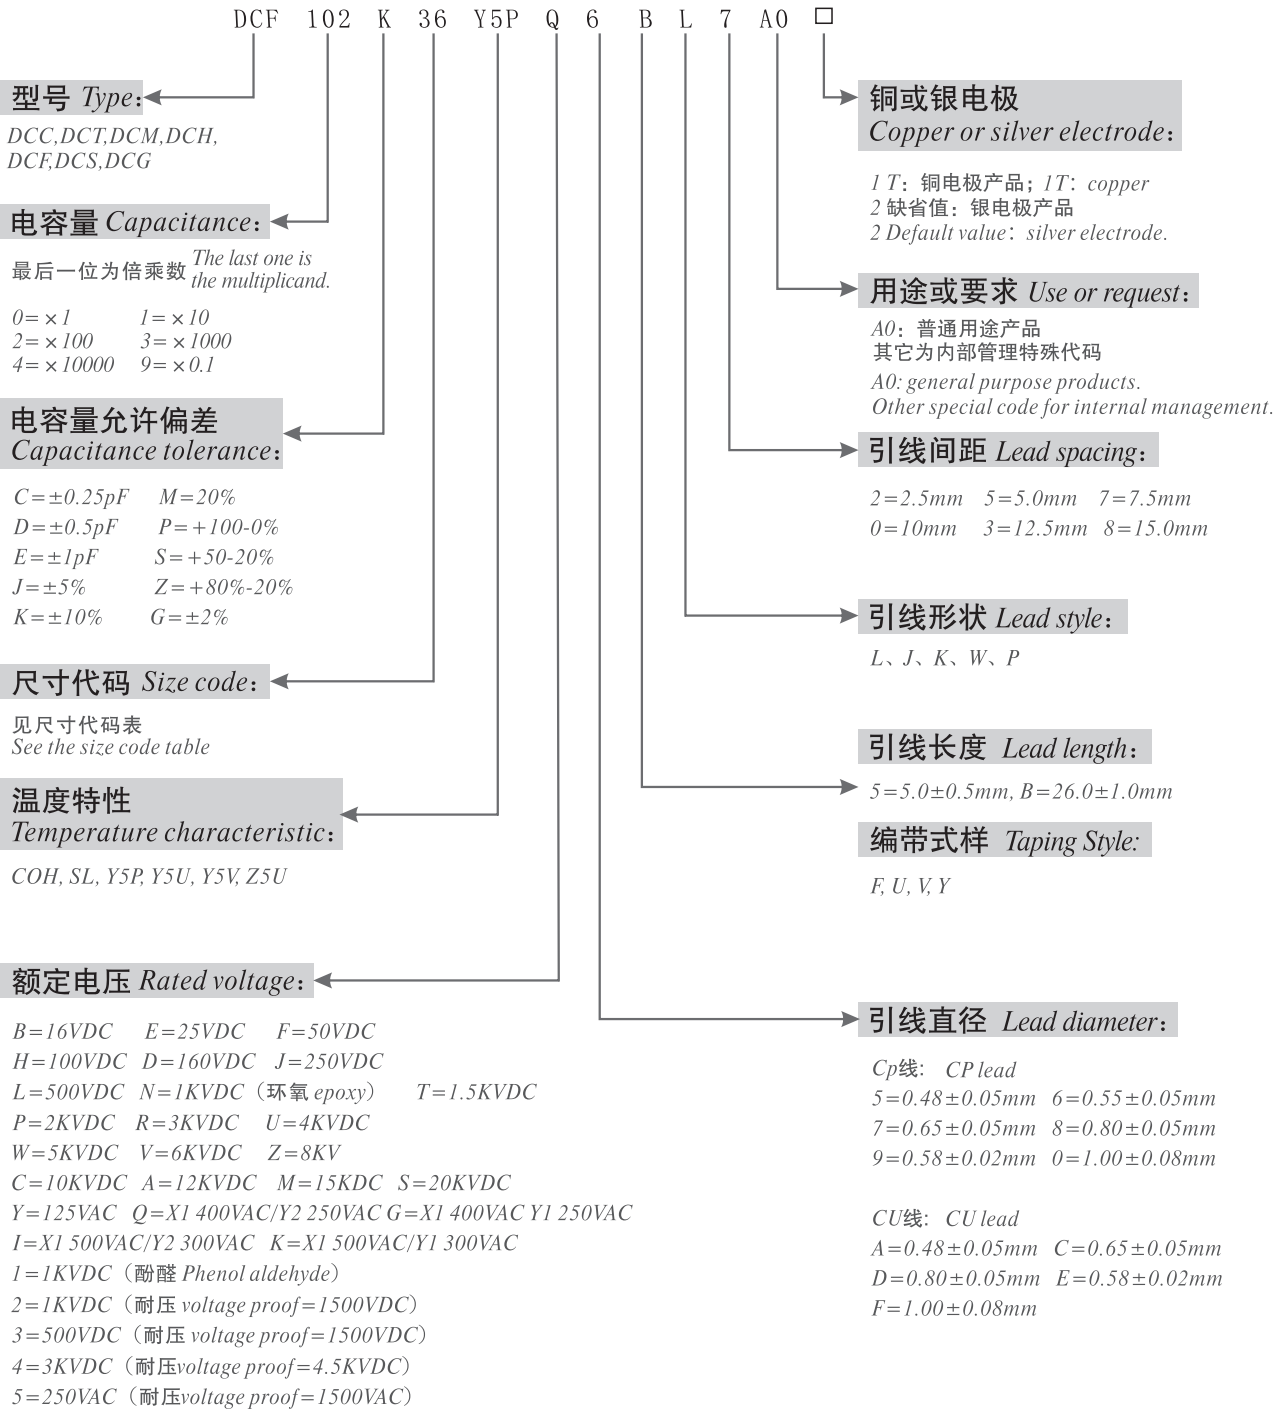 DCF 102 K 36 Y5P Q 6 B L 7 A0 □
型号 Type:
DCC,DCT,DCM,DCH,
DCF,DCS,DCG
电容量 Capacitance:
最后一位为倍乘数 The last one is
the multiplicand.
0=×1 1=×10
2=×100 3=×1000
4=×10000 9=×0.1
电容量允许偏差
Capacitance tolerance:
C=±0.25pF M=20%
D=±0.5pF P=+100-0%
E=±1pF S=+50-20%
J=±5% Z=+80%-20%
K=±10% G=±2%
尺寸代码 Size code:
见尺寸代码表
See the size code table
温度特性
Temperature characteristic:
COH, SL, Y5P, Y5U, Y5V, Z5U
额定电压 Rated voltage:
B=16VDC E=25VDC F=50VDC
H=100VDC D=160VDC J=250VDC
L=500VDC N=1KVDC（环氧 epoxy） T=1.5KVDC
P=2KVDC R=3KVDC U=4KVDC
W=5KVDC V=6KVDC Z=8KV
C=10KVDC A=12KVDC M=15KDC S=20KVDC
Y=125VAC Q=X1 400VAC/Y2 250VAC G=X1 400VAC Y1 250VAC
I=X1 500VAC/Y2 300VAC K=X1 500VAC/Y1 300VAC
1=1KVDC（酚醛 Phenol aldehyde）
2=1KVDC（耐压 voltage proof=1500VDC）
3=500VDC（耐压 voltage proof=1500VDC）
4=3KVDC（耐压voltage proof=4.5KVDC）
5=250VAC（耐压voltage proof=1500VAC）
铜或银电极
Copper or silver electrode:
1 T：铜电极产品；1T：copper
2 缺省值：银电极产品
2 Default value：silver electrode.
用途或要求 Use or request:
A0：普通用途产品
其它为内部管理特殊代码
A0: general purpose products.
Other special code for internal management.
引线间距 Lead spacing:
2=2.5mm 5=5.0mm 7=7.5mm
0=10mm 3=12.5mm 8=15.0mm
引线形状 Lead style:
L、J、K、W、P
引线长度 Lead length:
5=5.0±0.5mm, B=26.0±1.0mm
编带式样 Taping Style:
F, U, V, Y
引线直径 Lead diameter:
Cp线: CP lead
5=0.48±0.05mm 6=0.55±0.05mm
7=0.65±0.05mm 8=0.80±0.05mm
9=0.58±0.02mm 0=1.00±0.08mm
CU线: CU lead
A=0.48±0.05mm C=0.65±0.05mm
D=0.80±0.05mm E=0.58±0.02mm
F=1.00±0.08mm